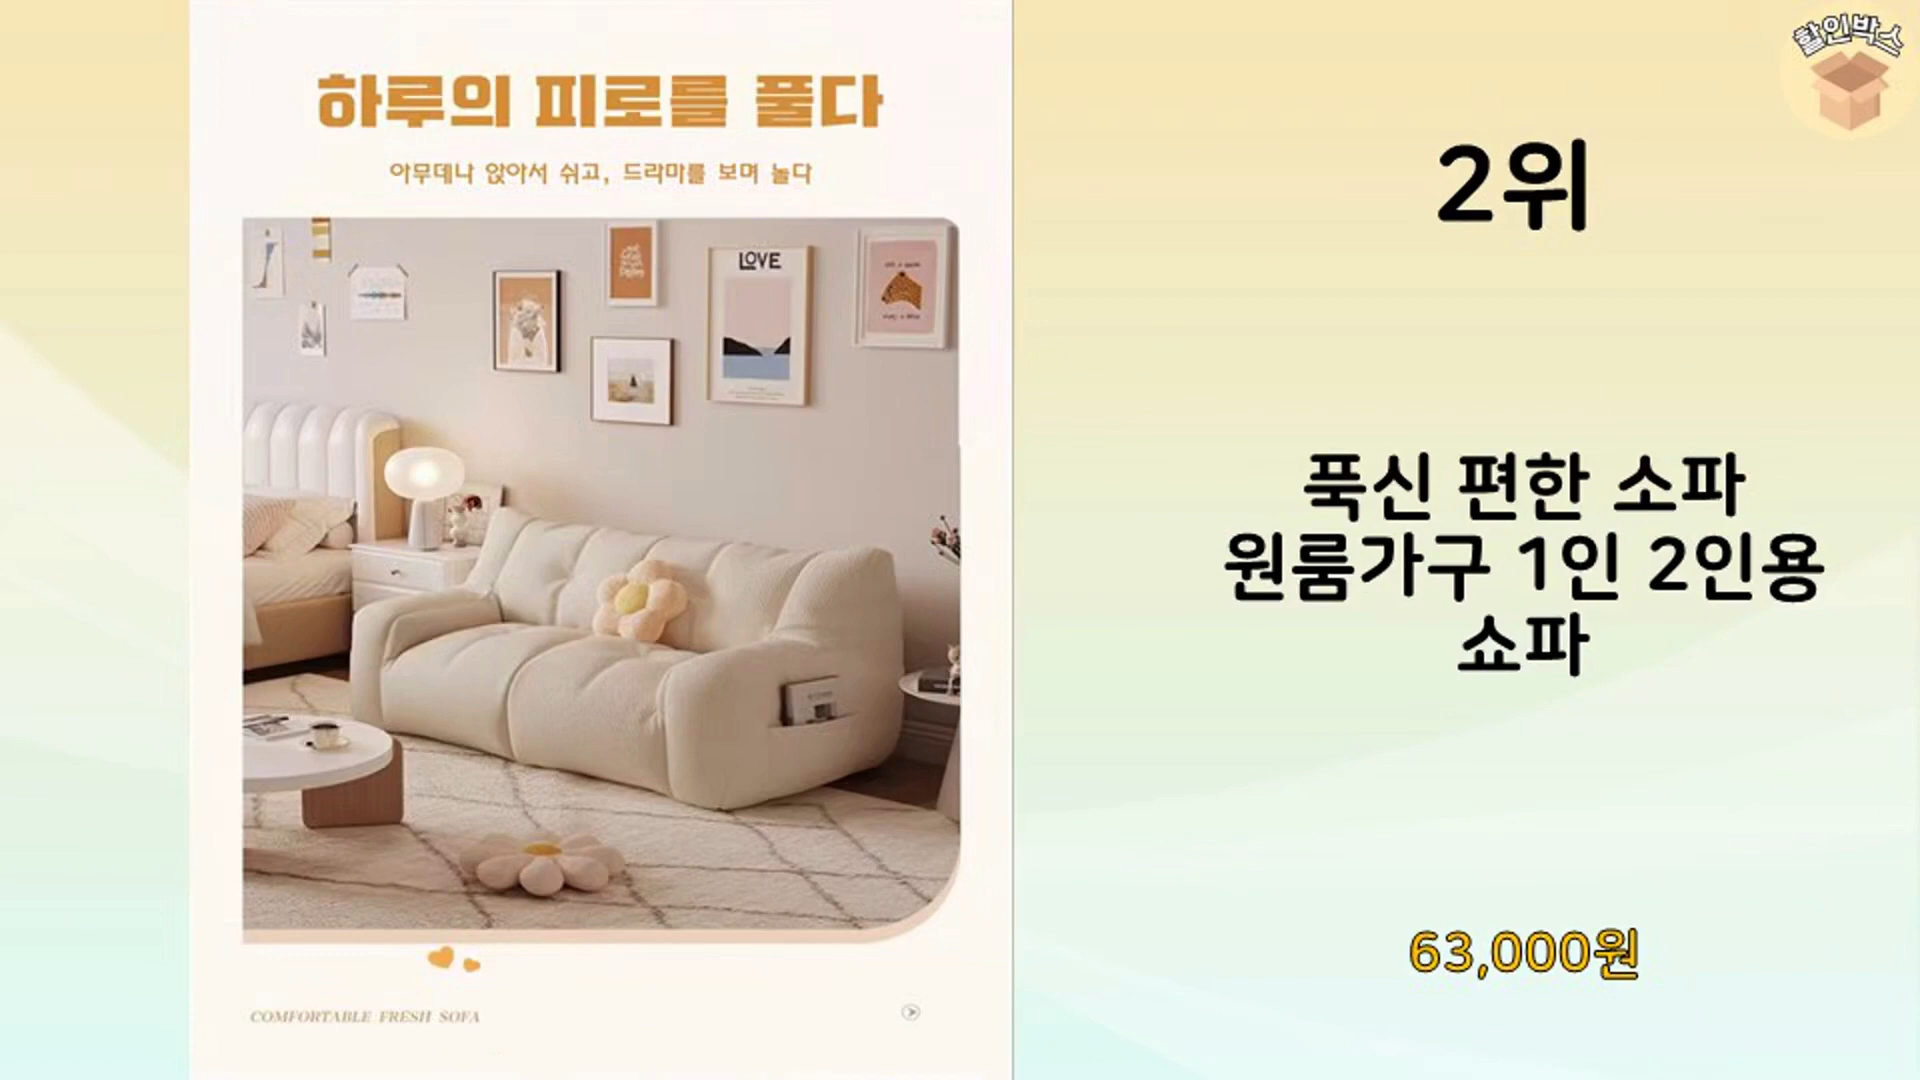 하루의 피로를 풀다
아무데나 앉아서 쉬고, 드라마를 보며 놀다
LOVE
COMFORTABLE FRESH SOFA
할인박스
2위
푹신 편한 소파
원룸가구 1인 2인용
쇼파
63,000원